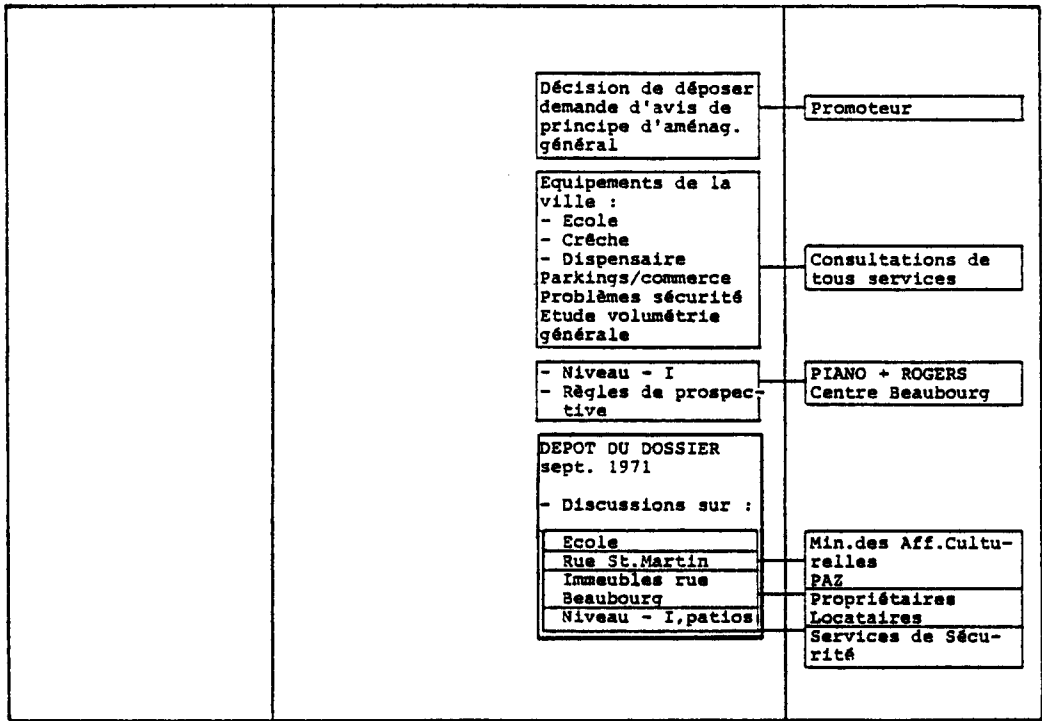 Décision de déposer
demande d'avis de
principe d'aménag.
général
Promoteur
Equipements de la
ville :
- Ecole
- Crêche
- Dispensaire
Parkings/commerce
Problèmes sécurité
Etude volumétrie
générale
Consultations de
tous services
- Niveau - I
- Règles de prospec-
tive
PIANO + ROGERS
Centre Beaubourg
DEPOT DU DOSSIER
sept. 1971
- Discussions sur :
Ecole
Rue St.Martin
Immeubles rue
Beaubourg
Niveau - I,patios
Min.des Aff.Cultu-
relles
PAZ
Propriétaires
Locataires
Services de Sécu-
rité